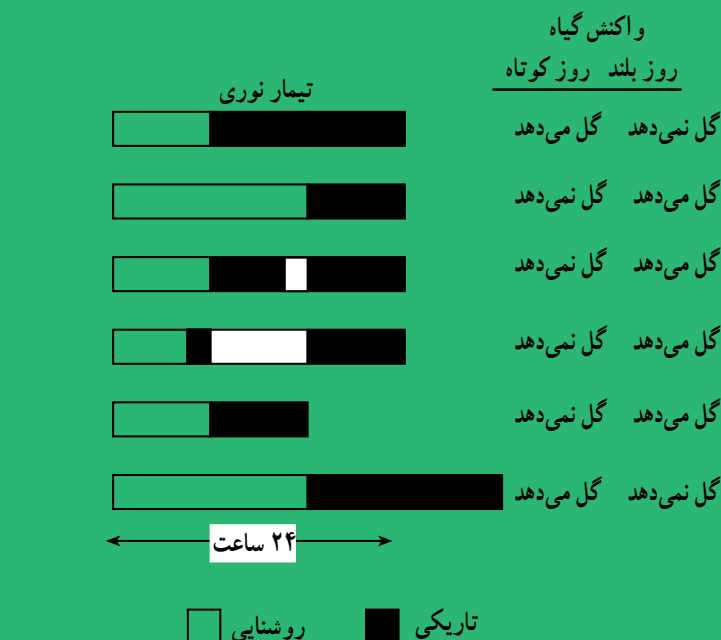 واکنش گیاه
روز بلند روز کوتاه
تیمار نوری
گل نمی‌دهد گل می‌دهد
گل می‌دهد گل نمی‌دهد
گل می‌دهد گل نمی‌دهد
گل می‌دهد گل نمی‌دهد
گل می‌دهد گل نمی‌دهد
گل نمی‌دهد گل می‌دهد
۲۴ ساعت
تاریکی روشنایی